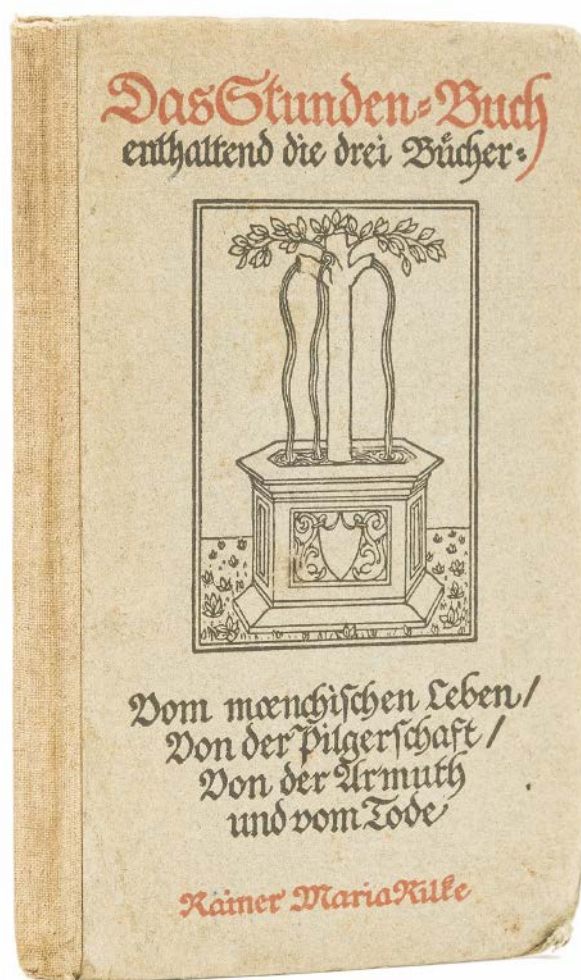 Das Stunden=Buch
enthaltend die drei Bücher:
Vom mœnchischen Leben/
Von der Pilgerschaft/
Von der Armuth
und vom Tode
Rainer Maria Rilke